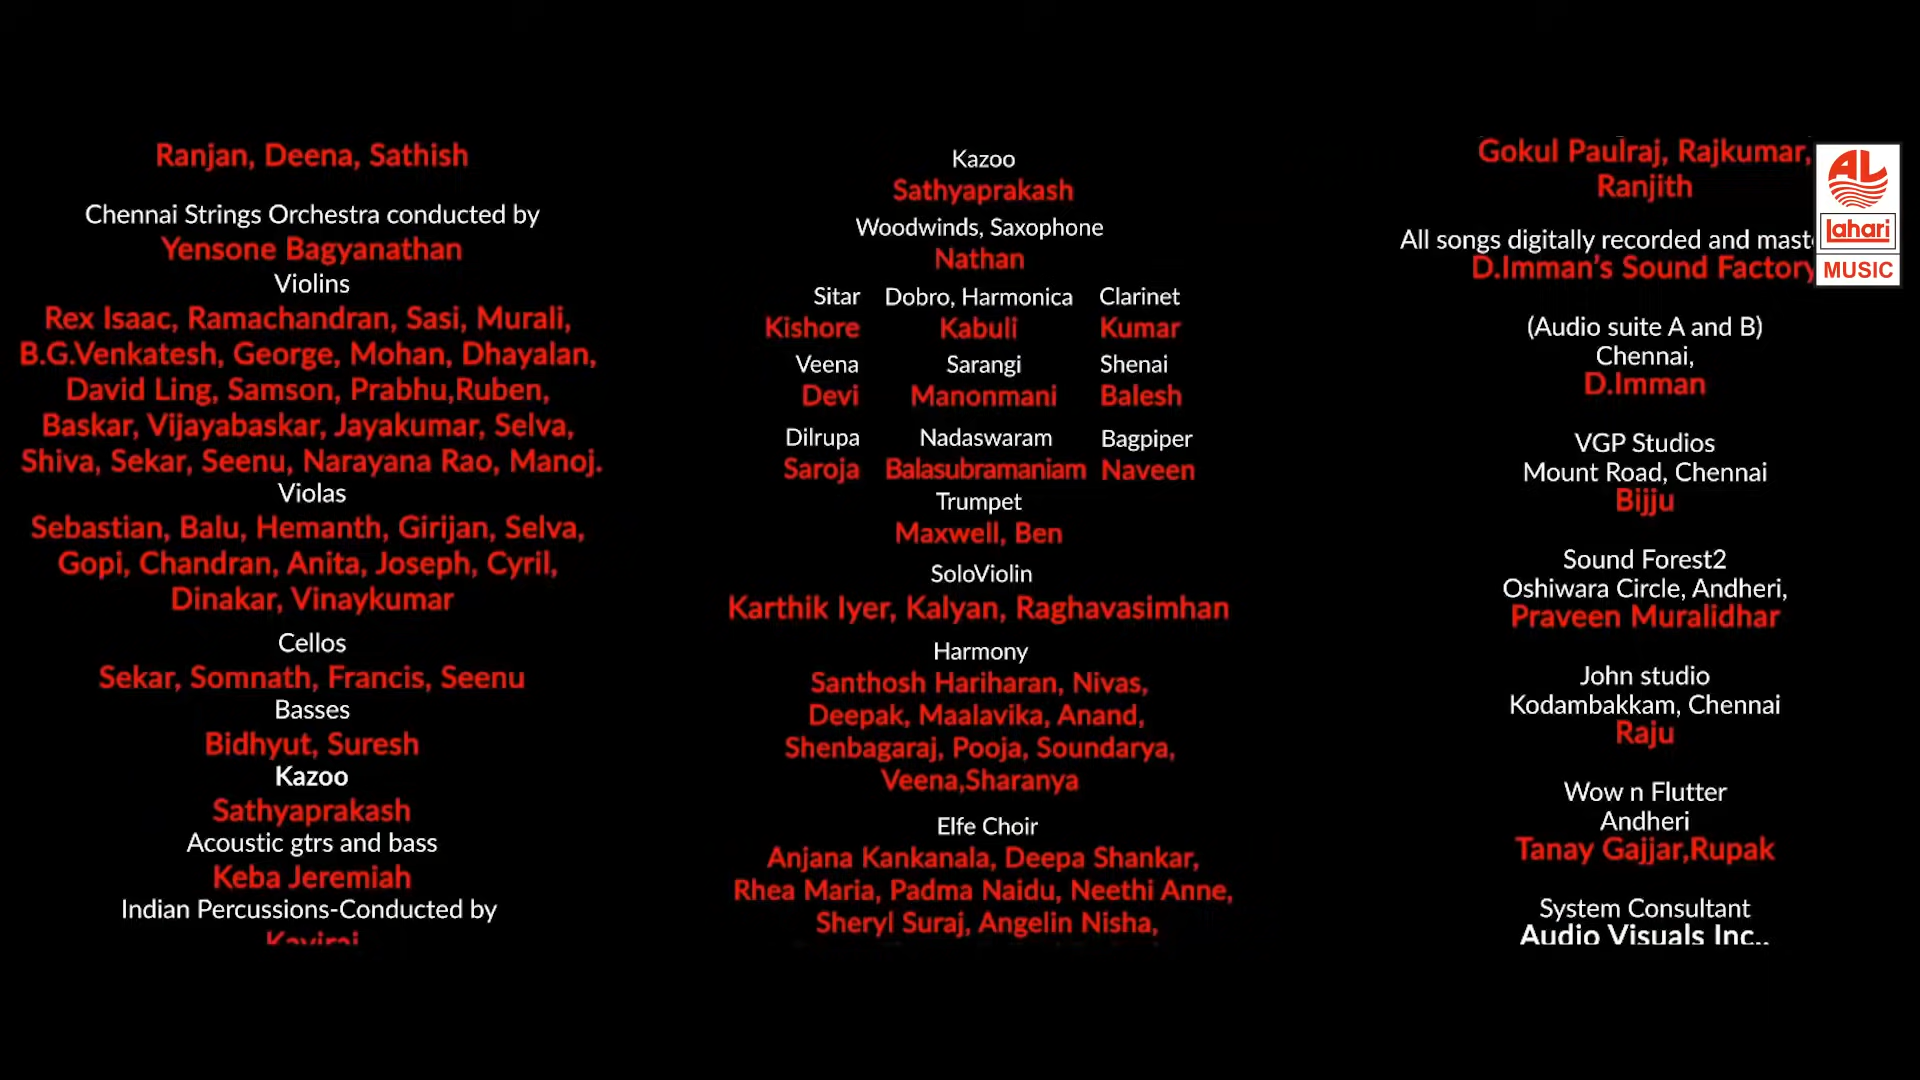 Ranjan, Deena, Sathish
Chennai Strings Orchestra conducted by
Yensone Bagyanathan
Violins
Rex Isaac, Ramachandran, Sasi, Murali,
B.G.Venkatesh, George, Mohan, Dhayalan,
David Ling, Samson, Prabhu,Ruben,
Baskar, Vijayabaskar, Jayakumar, Selva,
Shiva, Sekar, Seenu, Narayana Rao, Manoj.
Violas
Sebastian, Balu, Hemanth, Girijan, Selva,
Gopi, Chandran, Anita, Joseph, Cyril,
Dinakar, Vinaykumar
Cellos
Sekar, Somnath, Francis, Seenu
Basses
Bidhyut, Suresh
Kazoo
Sathyaprakash
Acoustic gtrs and bass
Keba Jeremiah
Indian Percussions-Conducted by
Kazoo
Sathyaprakash
Woodwinds, Saxophone
Nathan
Sitar Dobro, Harmonica Clarinet
Kishore Kabuli Kumar
Veena Sarangi Shenai
Devi Manonmani Balesh
Dilrupa Nadaswaram Bagpiper
Saroja Balasubramaniam Naveen
Trumpet
Maxwell, Ben
SoloViolin
Karthik Iyer, Kalyan, Raghavasimhan
Harmony
Santhosh Hariharan, Nivas,
Deepak, Maalavika, Anand,
Shenbagaraj, Pooja, Soundarya,
Veena,Sharanya
Elfe Choir
Anjana Kankanala, Deepa Shankar,
Rhea Maria, Padma Naidu, Neethi Anne,
Sheryl Suraj, Angelin Nisha,
Gokul Paulraj, Rajkumar,
Ranjith
All songs digitally recorded and mast
D.Imman's Sound Factory
(Audio suite A and B)
Chennai,
D.Imman
VGP Studios
Mount Road, Chennai
Bijju
Sound Forest2
Oshiwara Circle, Andheri,
Praveen Muralidhar
John studio
Kodambakkam, Chennai
Raju
Wow n Flutter
Andheri
Tanay Gajjar,Rupak
System Consultant
Audio Visuals Inc..
AL
lahari
MUSIC